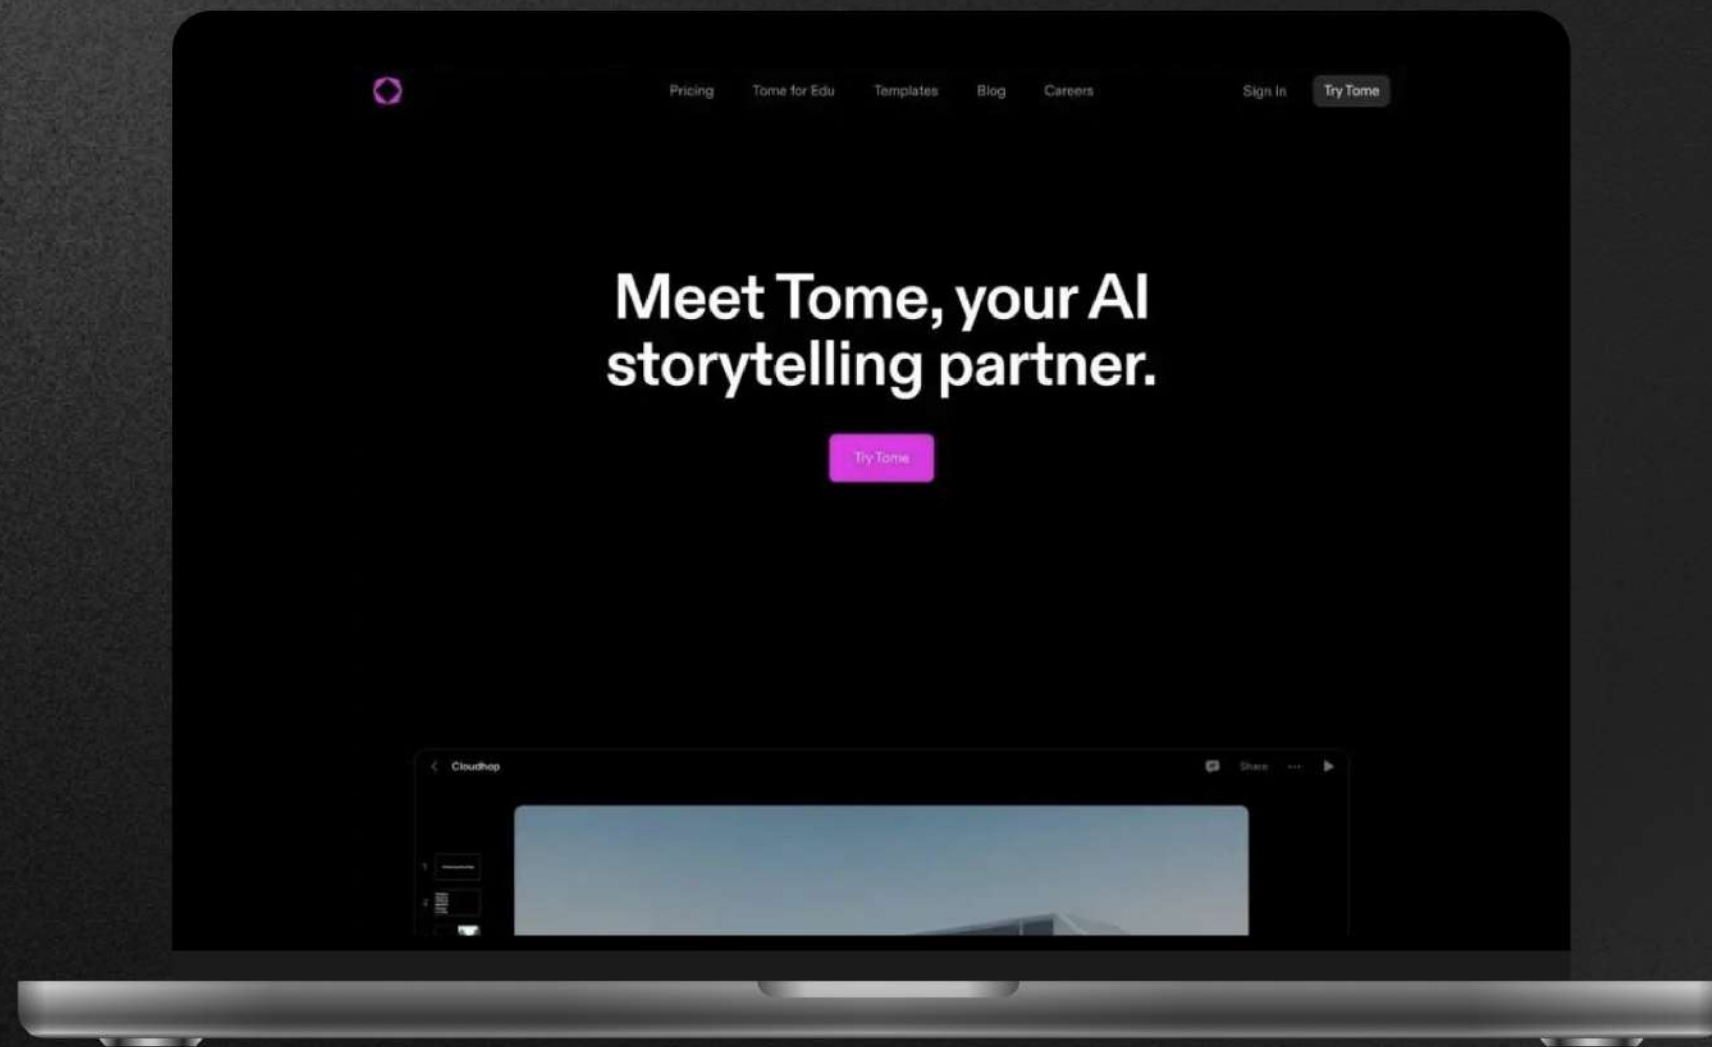 Pricing Tome for Edu Templates Blog Careers Sign In Try Tome
Meet Tome, your AI
storytelling partner.
Try Tome
Cloudhop
Share